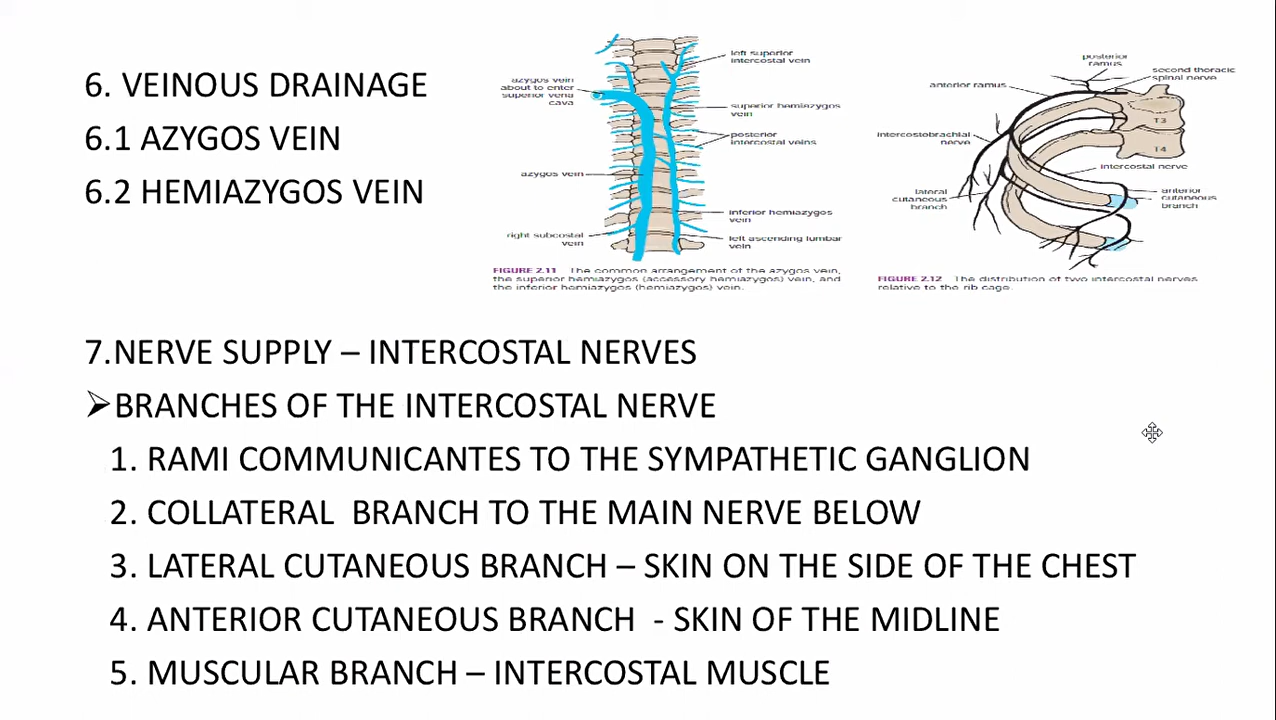 6. VEINOUS DRAINAGE
6.1 AZYGOS VEIN
6.2 HEMIAZYGOS VEIN
azygos vein
about to enter
superior vena
cava
left superior
intercostal vein
superior hemiazygos
vein
posterior
intercostal veins
azygos vein
inferior hemiazygos
vein
right subcostal
vein
left ascending lumbar
vein
FIGURE 2.11 The common arrangement of the azygos vein,
the superior hemiazygos (accessory hemiazygos) vein, and
the inferior hemiazygos (hemiazygos) vein.
posterior
ramus
second thoracic
spinal nerve
anterior ramus
T3
intercostobrachial
nerve
T4
intercostal nerve
lateral
cutaneous
branch
anterior
cutaneous
branch
FIGURE 2.12 The distribution of two intercostal nerves
relative to the rib cage.
7.NERVE SUPPLY – INTERCOSTAL NERVES
➢BRANCHES OF THE INTERCOSTAL NERVE
1. RAMI COMMUNICANTES TO THE SYMPATHETIC GANGLION
2. COLLATERAL BRANCH TO THE MAIN NERVE BELOW
3. LATERAL CUTANEOUS BRANCH – SKIN ON THE SIDE OF THE CHEST
4. ANTERIOR CUTANEOUS BRANCH - SKIN OF THE MIDLINE
5. MUSCULAR BRANCH – INTERCOSTAL MUSCLE